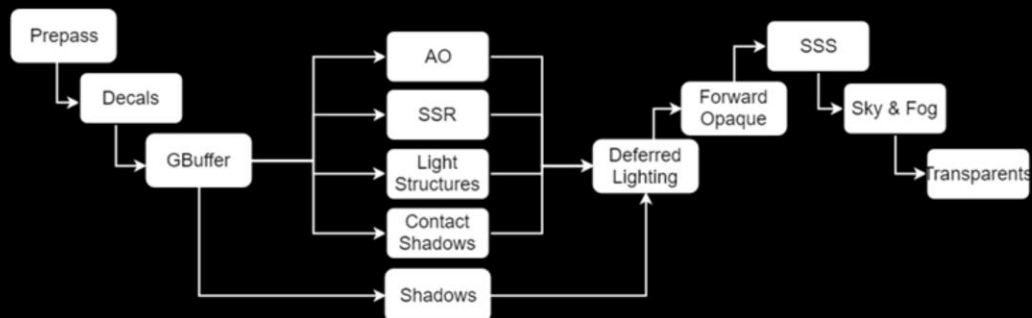 Prepass
Decals
GBuffer
AO
SSR
Light
Structures
Contact
Shadows
Shadows
Deferred
Lighting
Forward
Opaque
SSS
Sky & Fog
Transparents